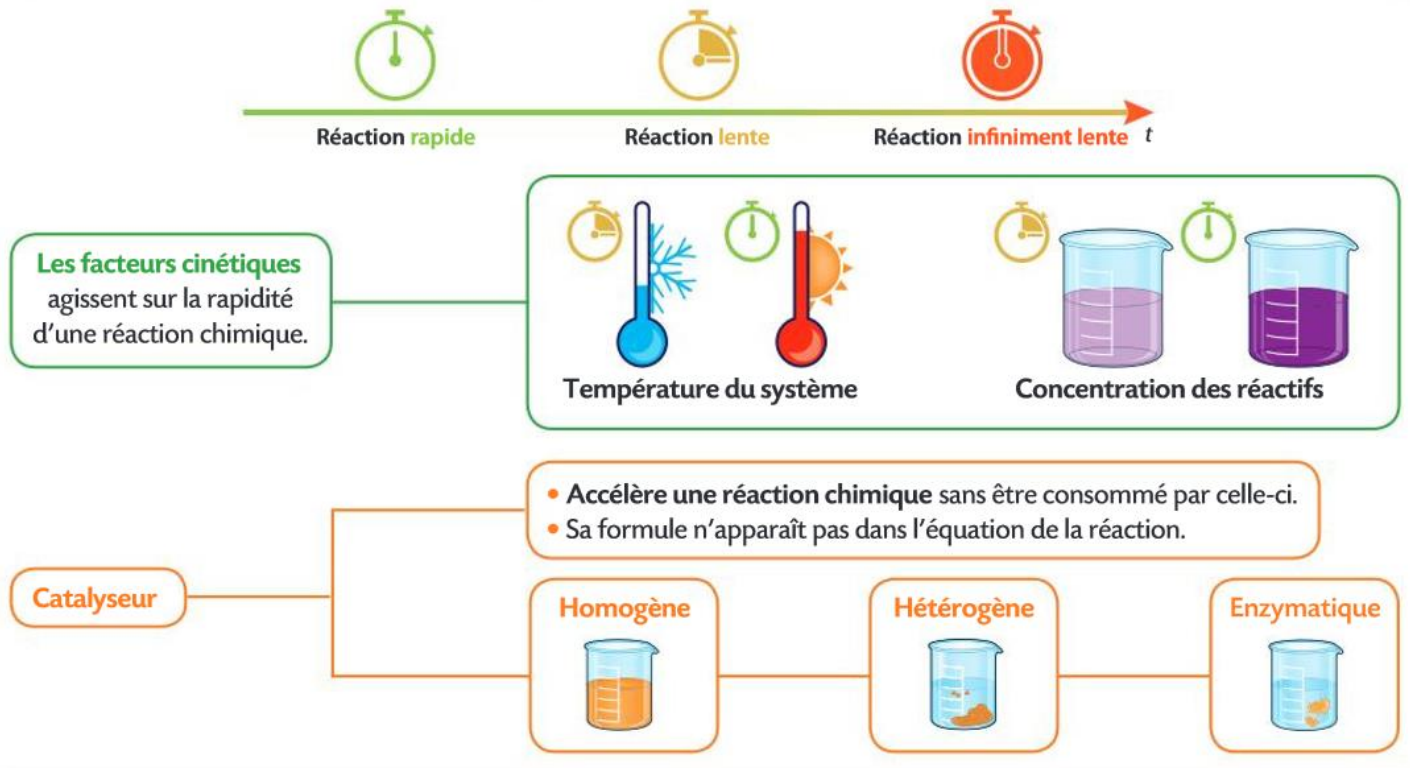 Réaction rapide
Réaction lente
Réaction infiniment lente
t
Les facteurs cinétiques
agissent sur la rapidité
d'une réaction chimique.
Température du système
Concentration des réactifs
• Accélère une réaction chimique sans être consommé par celle-ci.
• Sa formule n'apparaît pas dans l'équation de la réaction.
Catalyseur
Homogène
Hétérogène
Enzymatique